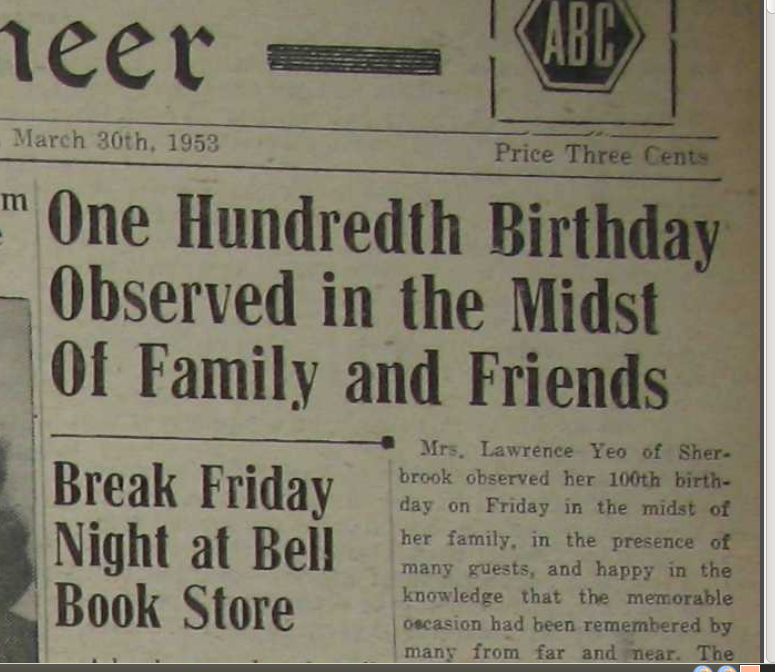 neer
ABC
March 30th, 1953
Price Three Cents
m
One Hundredth Birthday
Observed in the Midst
Of Family and Friends
Mrs. Lawrence Yeo of Sher-
brook observed her 100th birth-
day on Friday in the midst of
her family, in the presence of
many guests, and happy in the
knowledge that the memorable
occasion had been remembered by
many from far and near. The
Break Friday
Night at Bell
Book Store